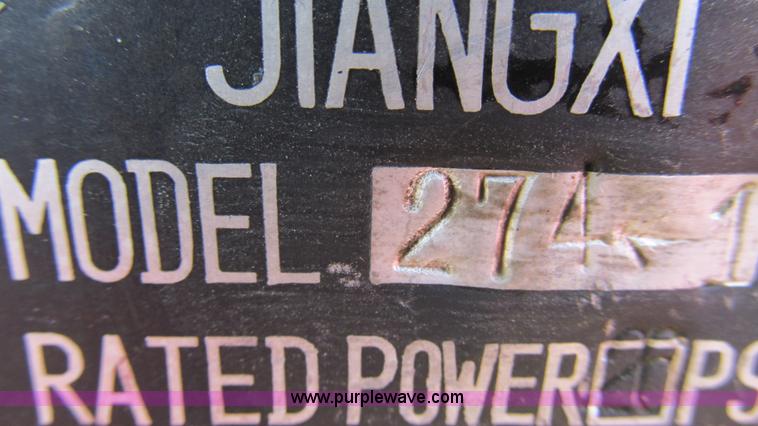 JIANGXI
MODEL 274-1
RATED POWER PS
www.purplewave.com